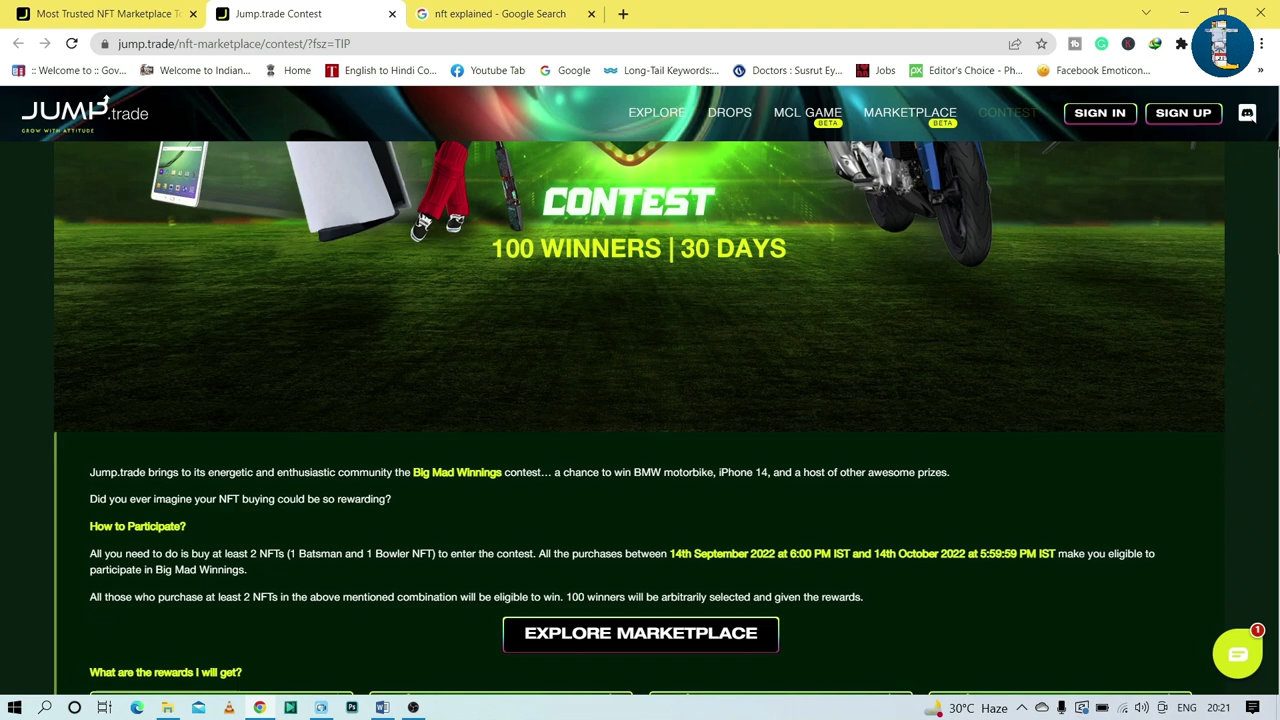 Most Trusted NFT Marketplace To
Jump.trade Contest
nft explained - Google Search
jump.trade/nft-marketplace/contest/?fsz=TIP
:: Welcome to :: Gov...
Welcome to Indian...
Home
English to Hindi Co...
Youtube Tags
Google
Long-Tail Keywords:...
Doctors-Susrut Ey...
Jobs
Editor's Choice - Ph...
Facebook Emoticon...
»
JUMP.trade
GROW WITH ATTITUDE
EXPLORE
DROPS
MCL GAME
BETA
MARKETPLACE
BETA
CONTEST
SIGN IN
SIGN UP
CONTEST
100 WINNERS | 30 DAYS
Jump.trade brings to its energetic and enthusiastic community the Big Mad Winnings contest… a chance to win BMW motorbike, iPhone 14, and a host of other awesome prizes.
Did you ever imagine your NFT buying could be so rewarding?
How to Participate?
All you need to do is buy at least 2 NFTs (1 Batsman and 1 Bowler NFT) to enter the contest. All the purchases between 14th September 2022 at 6:00 PM IST and 14th October 2022 at 5:59:59 PM IST make you eligible to
participate in Big Mad Winnings.
All those who purchase at least 2 NFTs in the above mentioned combination will be eligible to win. 100 winners will be arbitrarily selected and given the rewards.
EXPLORE MARKETPLACE
1
What are the rewards I will get?
30°C Haze
ENG
20:21